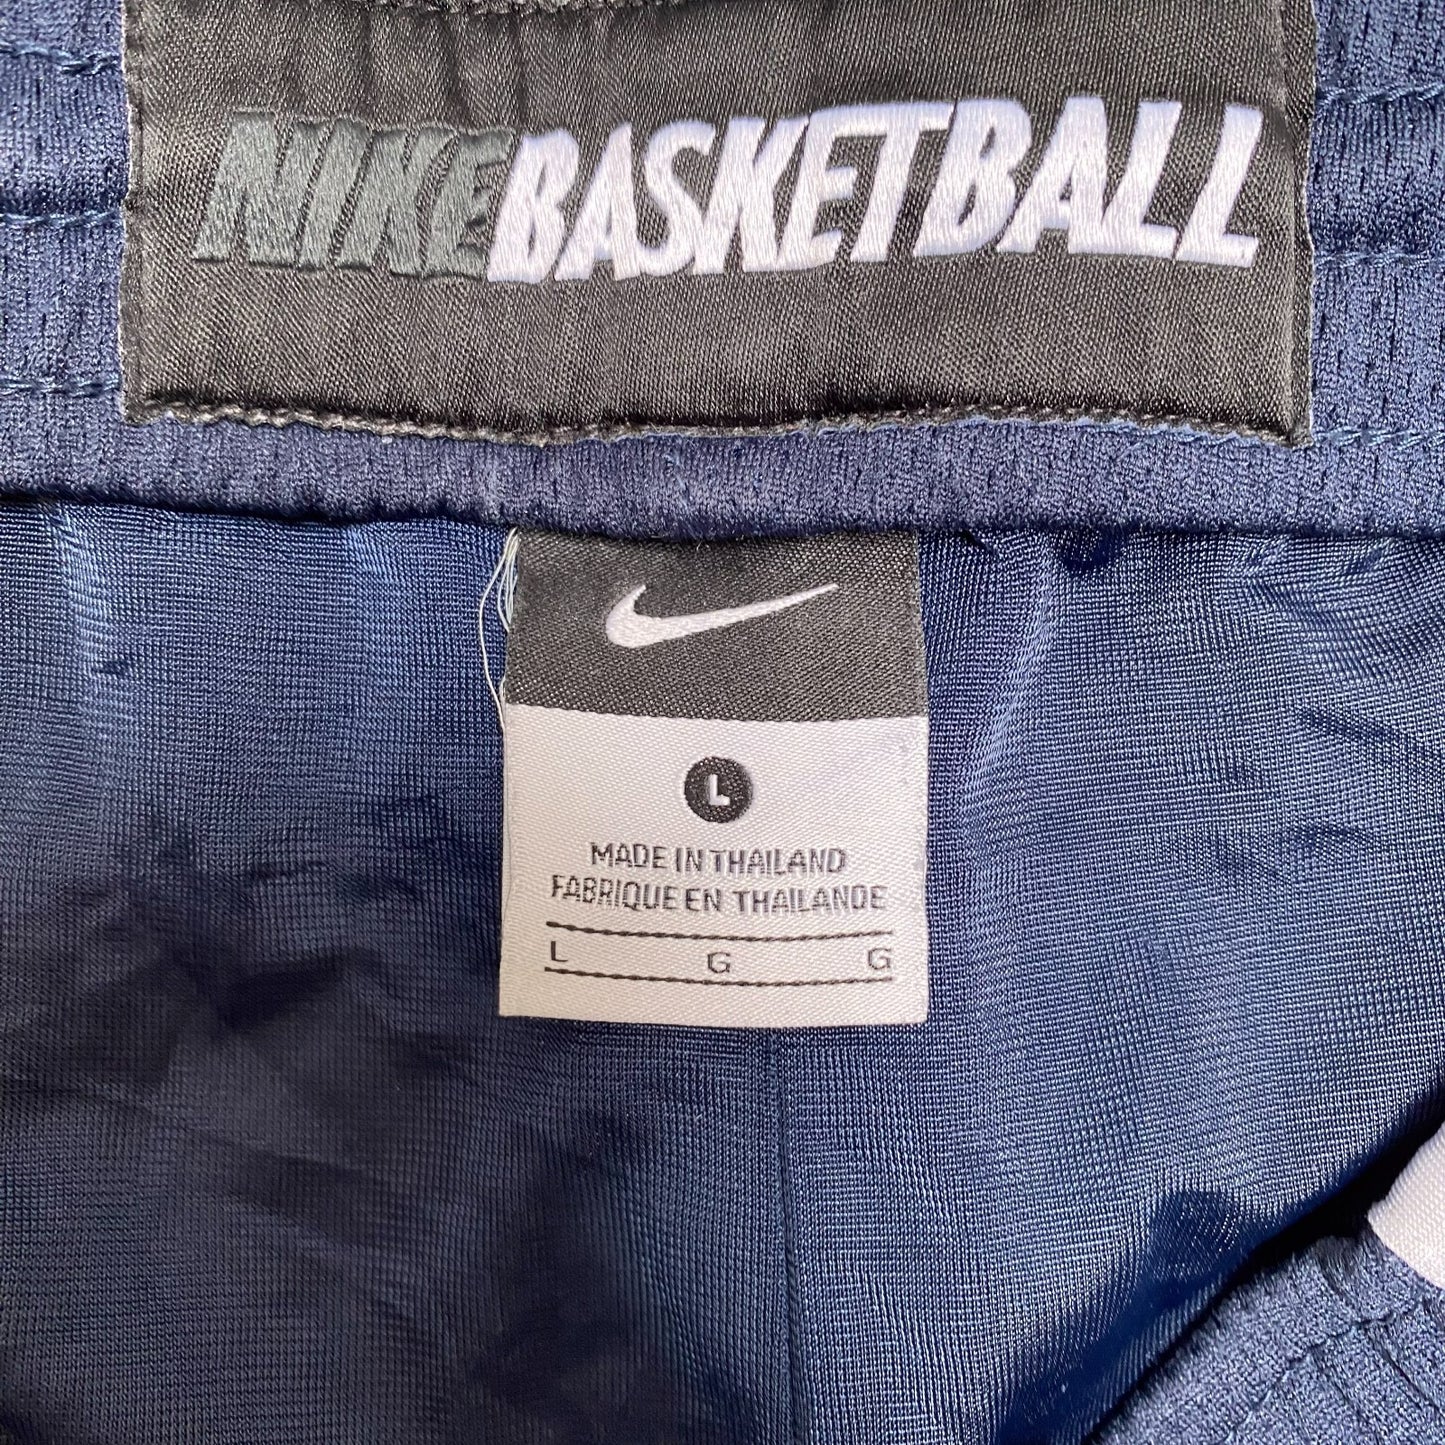 NIKEBASKETBALL
L
MADE IN THAILAND
FABRIQUE EN THAILANDE
L G G